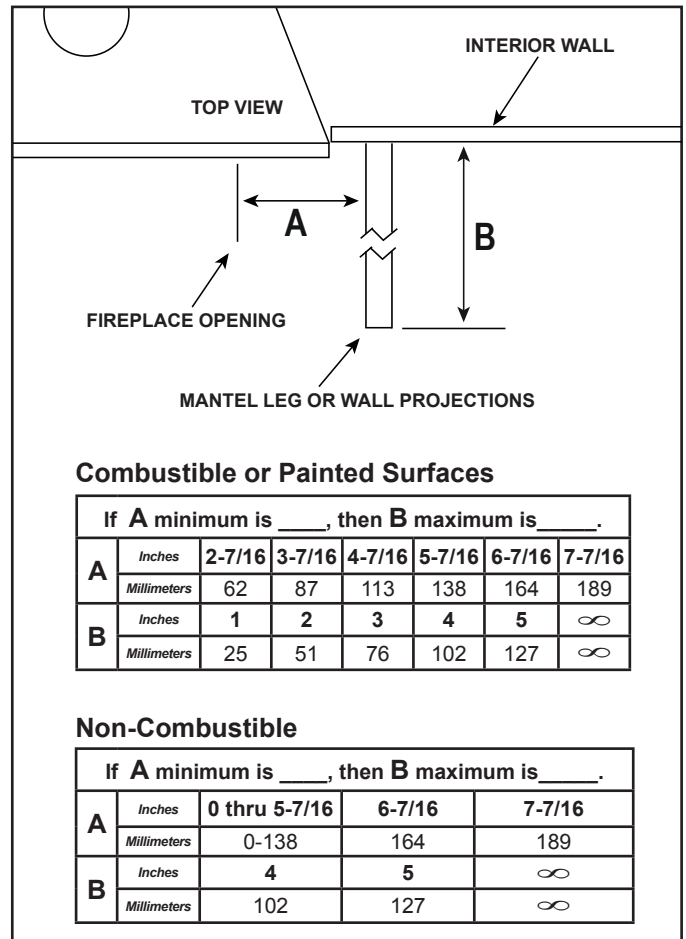 INTERIOR WALL
TOP VIEW
A
B
FIREPLACE OPENING
MANTEL LEG OR WALL PROJECTIONS
Combustible or Painted Surfaces
If A minimum is ____, then B maximum is_____.
A Inches 2-7/16 3-7/16 4-7/16 5-7/16 6-7/16 7-7/16
Millimeters 62 87 113 138 164 189
B Inches 1 2 3 4 5 ∞
Millimeters 25 51 76 102 127 ∞
Non-Combustible
If A minimum is ____, then B maximum is_____.
A Inches 0 thru 5-7/16 6-7/16 7-7/16
Millimeters 0-138 164 189
B Inches 4 5 ∞
Millimeters 102 127 ∞